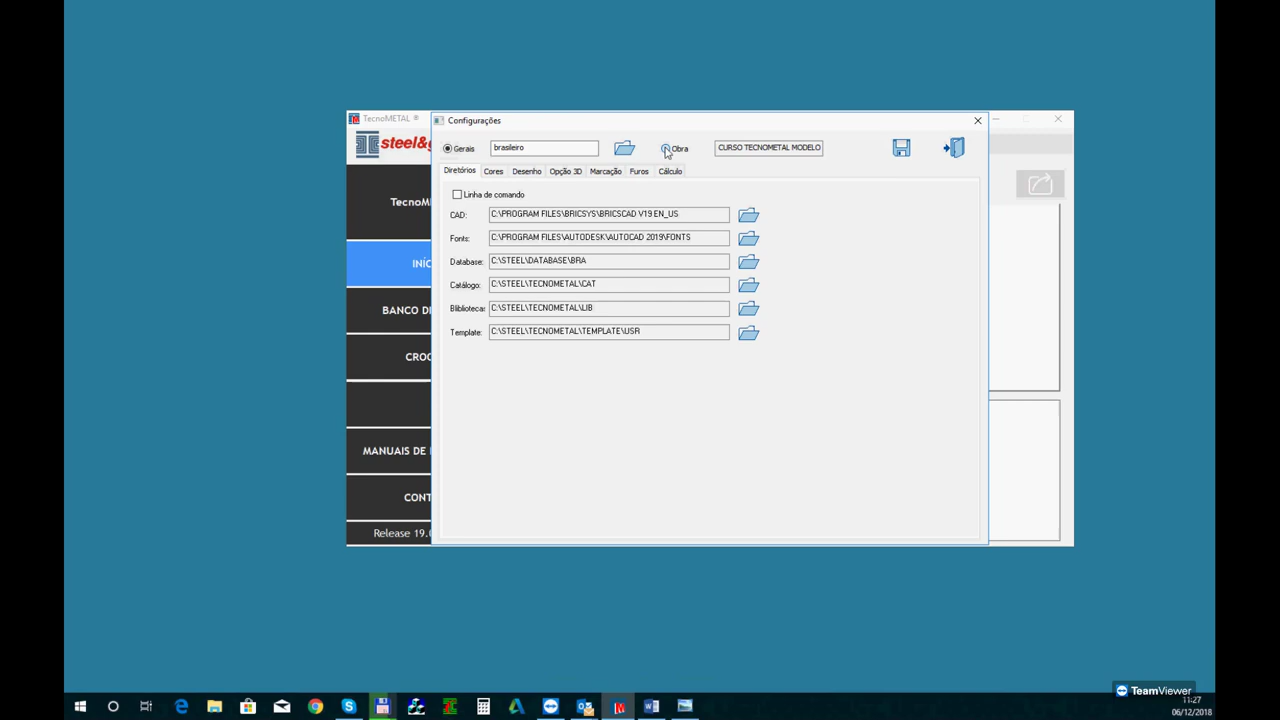 TecnoMETAL ®
Configurações
steel&g
Gerais
brasileiro
Obra
CURSO TECNOMETAL MODELO
Diretórios
Cores
Desenho
Opção 3D
Marcação
Furos
Cálculo
Linha de comando
CAD:
C:\PROGRAM FILES\BRICSYS\BRICSCAD V19 EN_US
Fonts:
C:\PROGRAM FILES\AUTODESK\AUTOCAD 2019\FONTS
Database:
C:\STEEL\DATABASE\BRA
Catálogo:
C:\STEEL\TECNOMETAL\CAT
Bliblioteca:
C:\STEEL\TECNOMETAL\LIB
Template:
C:\STEEL\TECNOMETAL\TEMPLATE\USR
TecnoM
INÍC
BANCO D
CROC
MANUAIS DE
CONT
Release 19.
TeamViewer
11:27
06/12/2018